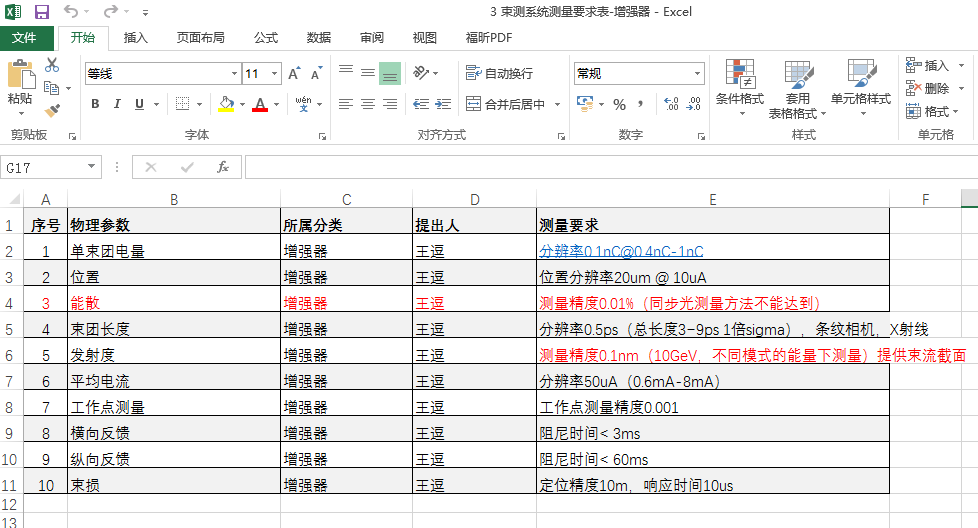 3 束测系统测量要求表-增强器 - Excel
文件 开始 插入 页面布局 公式 数据 审阅 视图 福昕PDF
等线 11 A A 自动换行 常规 插入
粘贴 B I U A wén 文 合并后居中 % , .00 .0 条件格式 套用 表格格式 单元格样式 删除 格式
剪贴板 字体 对齐方式 数字 样式 单元格
G17 fx
A B C D E F
1 序号 物理参数 所属分类 提出人 测量要求
2 1 单束团电量 增强器 王逗 分辨率0.1nC@0.4nC-1nC
3 2 位置 增强器 王逗 位置分辨率20um @ 10uA
4 3 能散 增强器 王逗 测量精度0.01%（同步光测量方法不能达到）
5 4 束团长度 增强器 王逗 分辨率0.5ps（总长度3-9ps 1倍sigma），条纹相机，X射线
6 5 发射度 增强器 王逗 测量精度0.1nm（10GeV，不同模式的能量下测量）提供束流截面
7 6 平均电流 增强器 王逗 分辨率50uA（0.6mA-8mA）
8 7 工作点测量 增强器 王逗 工作点测量精度0.001
9 8 横向反馈 增强器 王逗 阻尼时间< 3ms
10 9 纵向反馈 增强器 王逗 阻尼时间< 60ms
11 10 束损 增强器 王逗 定位精度10m，响应时间10us
12
13